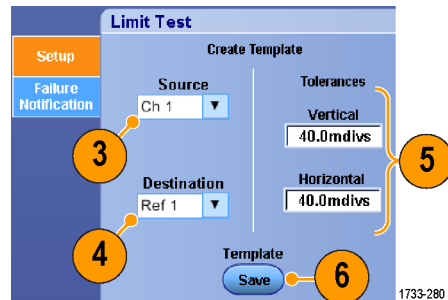 Limit Test
Setup
Failure
Notification
Create Template
Source
Ch 1
3
Destination
Ref 1
4
Tolerances
Vertical
40.0mdivs
Horizontal
40.0mdivs
5
Template
Save
6
1733-280